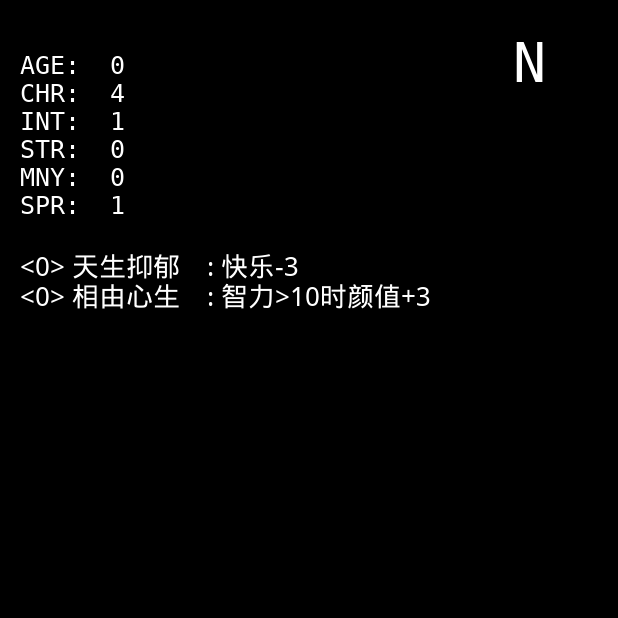 N
AGE: 0
CHR: 4
INT: 1
STR: 0
MNY: 0
SPR: 1
<0> 天生抑郁 : 快乐-3
<0> 相由心生 : 智力>10时颜值+3